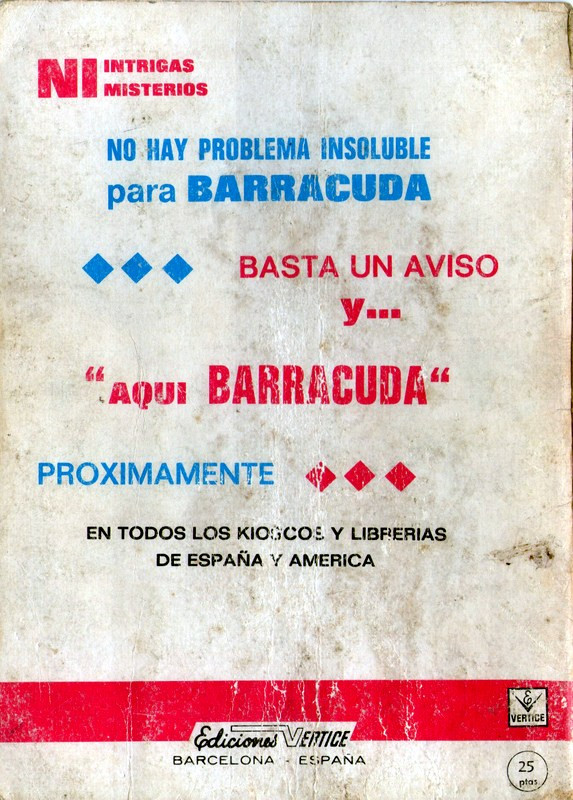 NI INTRIGAS
MISTERIOS
NO HAY PROBLEMA INSOLUBLE
para BARRACUDA
BASTA UN AVISO
y...
“AQUI BARRACUDA“
PROXIMAMENTE
EN TODOS LOS KIOSCOS Y LIBRERIAS
DE ESPAÑA Y AMERICA
Ediciones VERTICE
BARCELONA - ESPAÑA
EV
VERTICE
25
ptas.